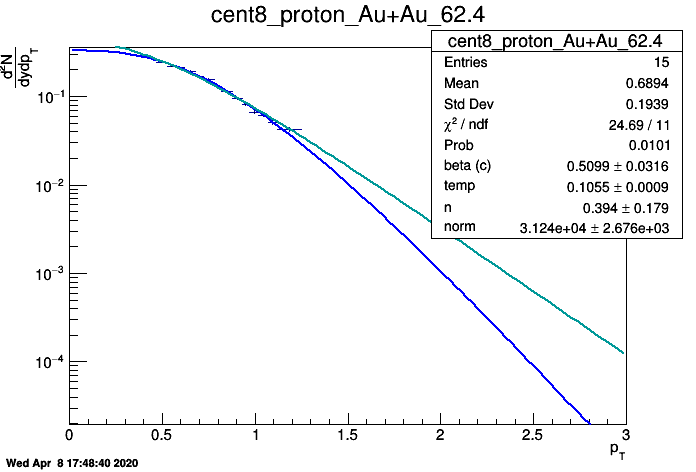 cent8_proton_Au+Au_62.4
d²N
dydp_T
cent8_proton_Au+Au_62.4
Entries 15
Mean 0.6894
Std Dev 0.1939
χ² / ndf 24.69 / 11
Prob 0.0101
beta (c) 0.5099 ± 0.0316
temp 0.1055 ± 0.0009
n 0.394 ± 0.179
norm 3.124e+04 ± 2.676e+03
10⁻¹
10⁻²
10⁻³
10⁻⁴
0 0.5 1 1.5 2 2.5 3
p_T
Wed Apr 8 17:48:40 2020